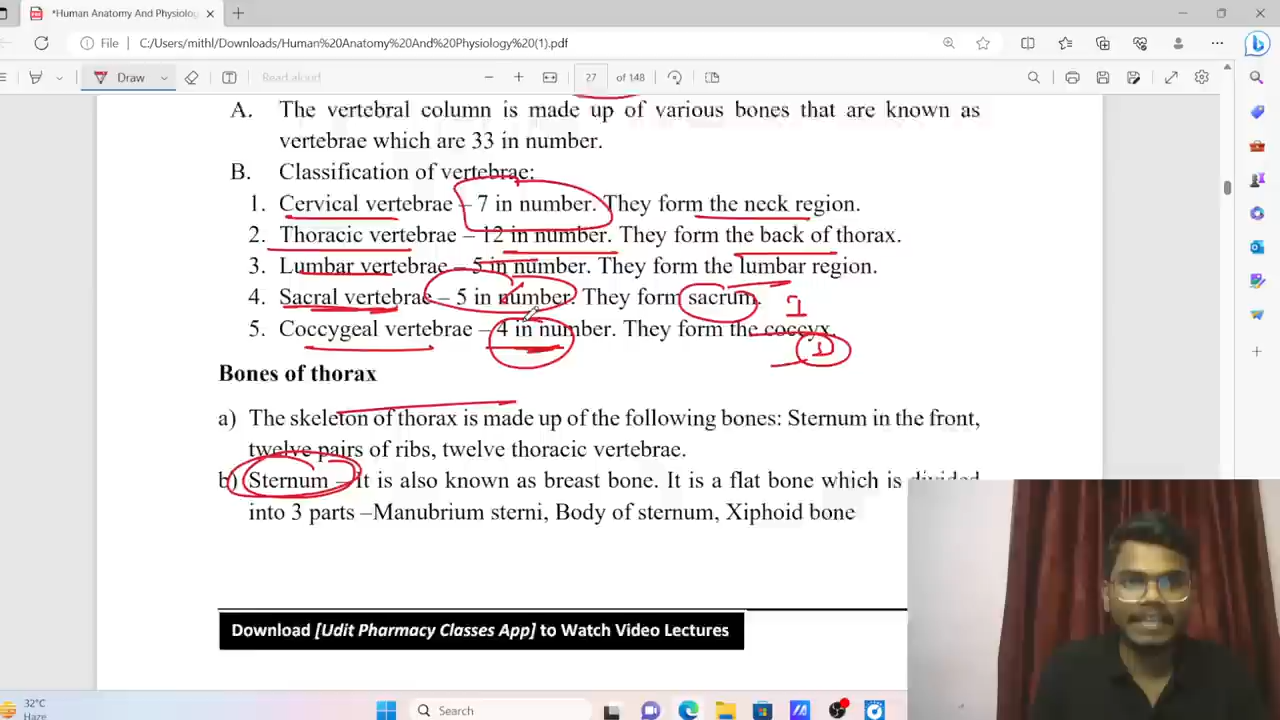 *Human Anatomy And Physiology
File C:/Users/mithl/Downloads/Human%20Anatomy%20And%20Physiology%20(1).pdf
Draw Read aloud 27 of 148
A. The vertebral column is made up of various bones that are known as
vertebrae which are 33 in number.
B. Classification of vertebrae:
1. Cervical vertebrae – 7 in number. They form the neck region.
2. Thoracic vertebrae – 12 in number. They form the back of thorax.
3. Lumbar vertebrae – 5 in number. They form the lumbar region.
4. Sacral vertebrae – 5 in number. They form sacrum. 1
5. Coccygeal vertebrae – 4 in number. They form the coccyx.
1
Bones of thorax
a) The skeleton of thorax is made up of the following bones: Sternum in the front,
twelve pairs of ribs, twelve thoracic vertebrae.
b) Sternum – It is also known as breast bone. It is a flat bone which is divided
into 3 parts –Manubrium sterni, Body of sternum, Xiphoid bone
Download [Udit Pharmacy Classes App] to Watch Video Lectures
32°C
Haze
Search